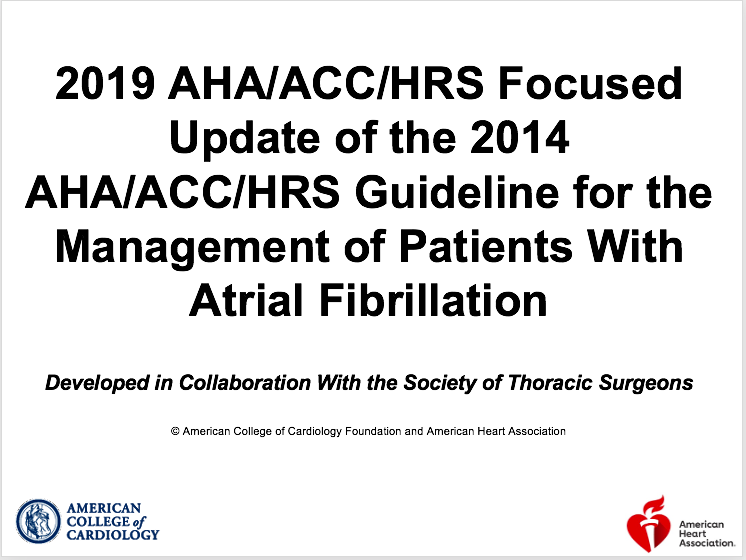 2019 AHA/ACC/HRS Focused
Update of the 2014
AHA/ACC/HRS Guideline for the
Management of Patients With
Atrial Fibrillation
Developed in Collaboration With the Society of Thoracic Surgeons
© American College of Cardiology Foundation and American Heart Association
AMERICAN
COLLEGE of
CARDIOLOGY
American
Heart
Association.